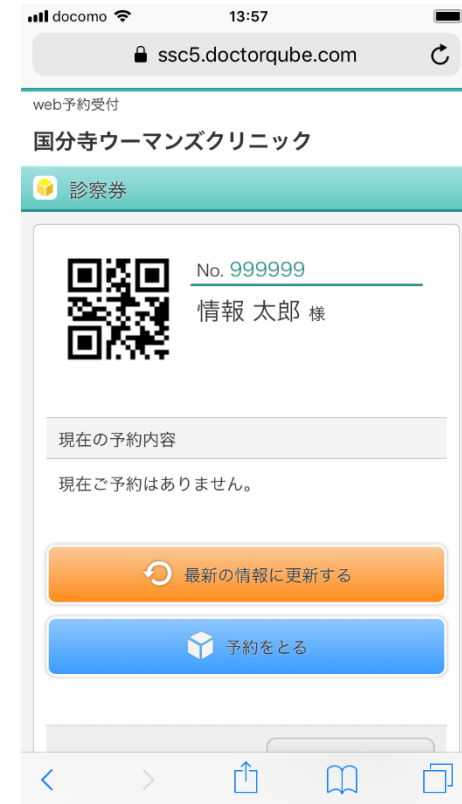 docomo 13:57
ssc5.doctorqube.com
web予約受付
国分寺ウーマンズクリニック
診察券
No. 999999
情報 太郎 様
現在の予約内容
現在ご予約はありません。
最新の情報に更新する
予約をとる